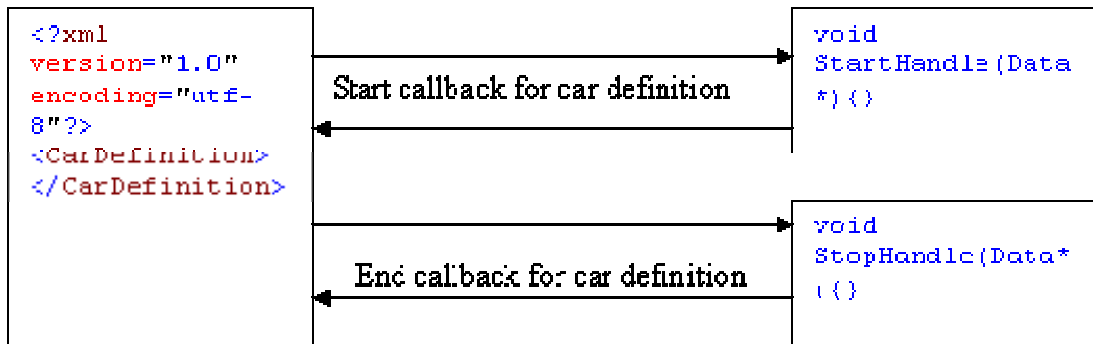 <?xml
version="1.0"
encoding="utf-
8"?>
<CarDefinition>
</CarDefinition>
Start callback for car definition
void
StartHandle(Data
*){}
End callback for car definition
void
StopHandle(Data*
){}